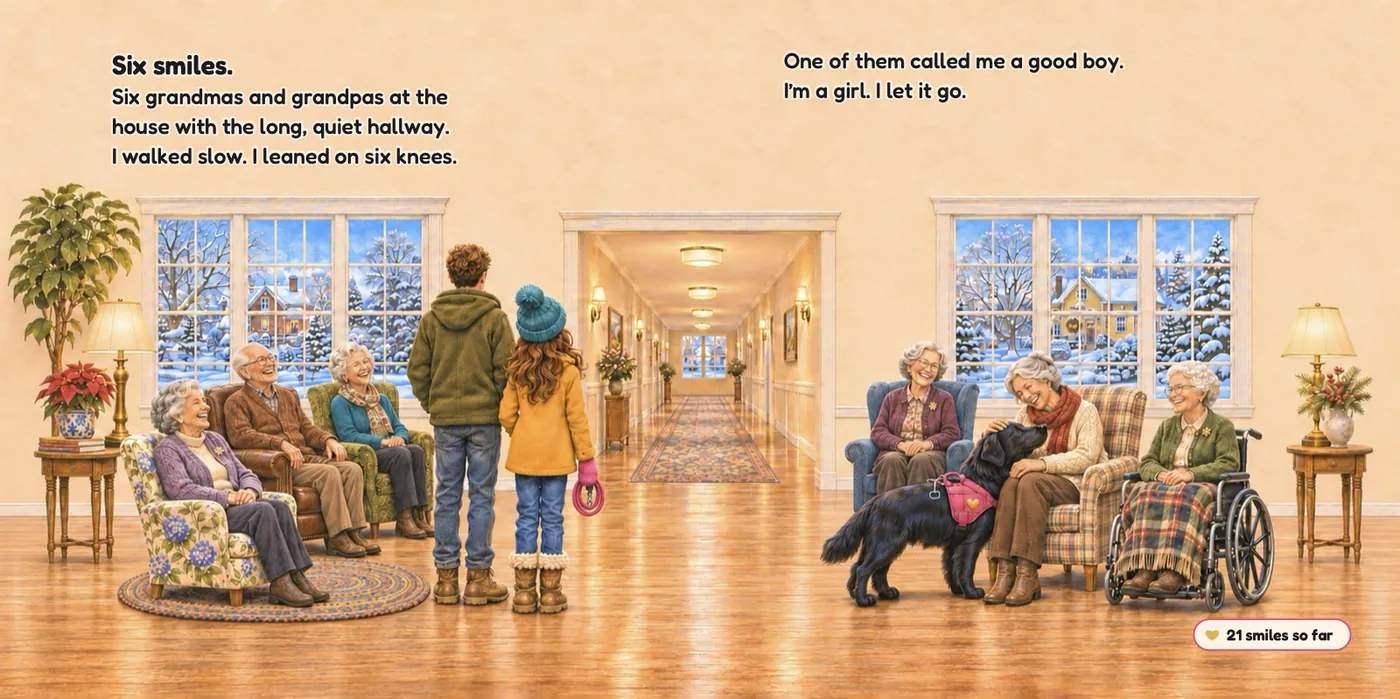 Six smiles.
Six grandmas and grandpas at the
house with the long, quiet hallway.
I walked slow. I leaned on six knees.
One of them called me a good boy.
I'm a girl. I let it go.
21 smiles so far